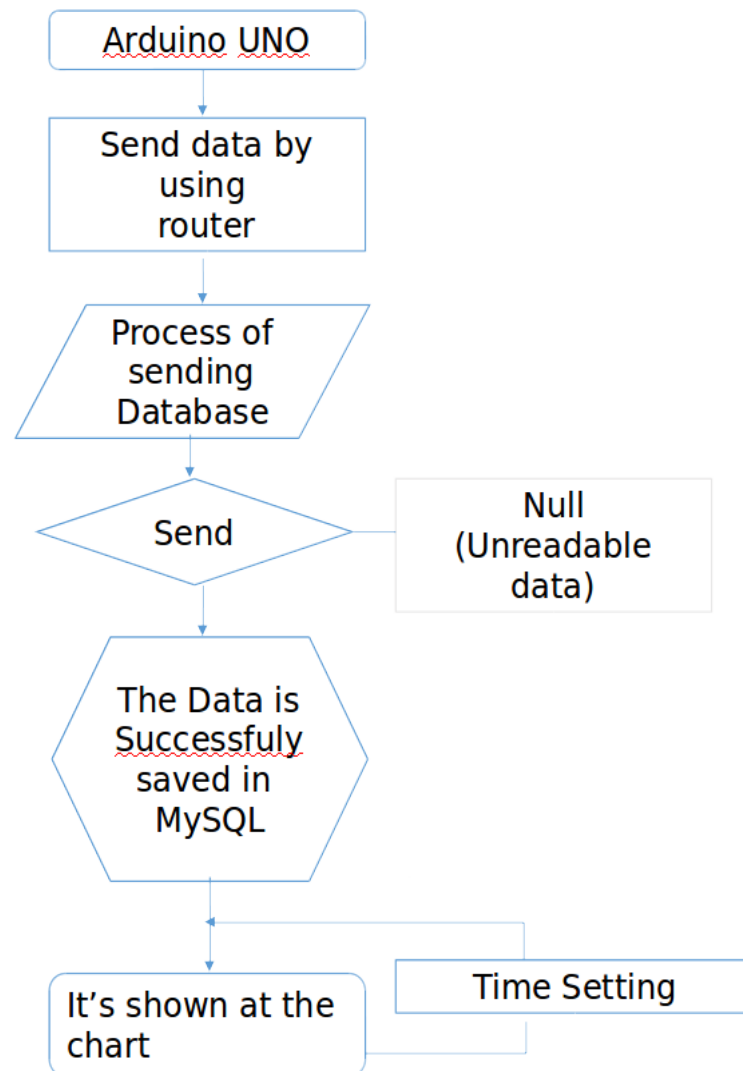 Arduino UNO
Send data by
using
router
Process of
sending
Database
Send
Null
(Unreadable
data)
The Data is
Successfuly
saved in
MySQL
Time Setting
It’s shown at the
chart